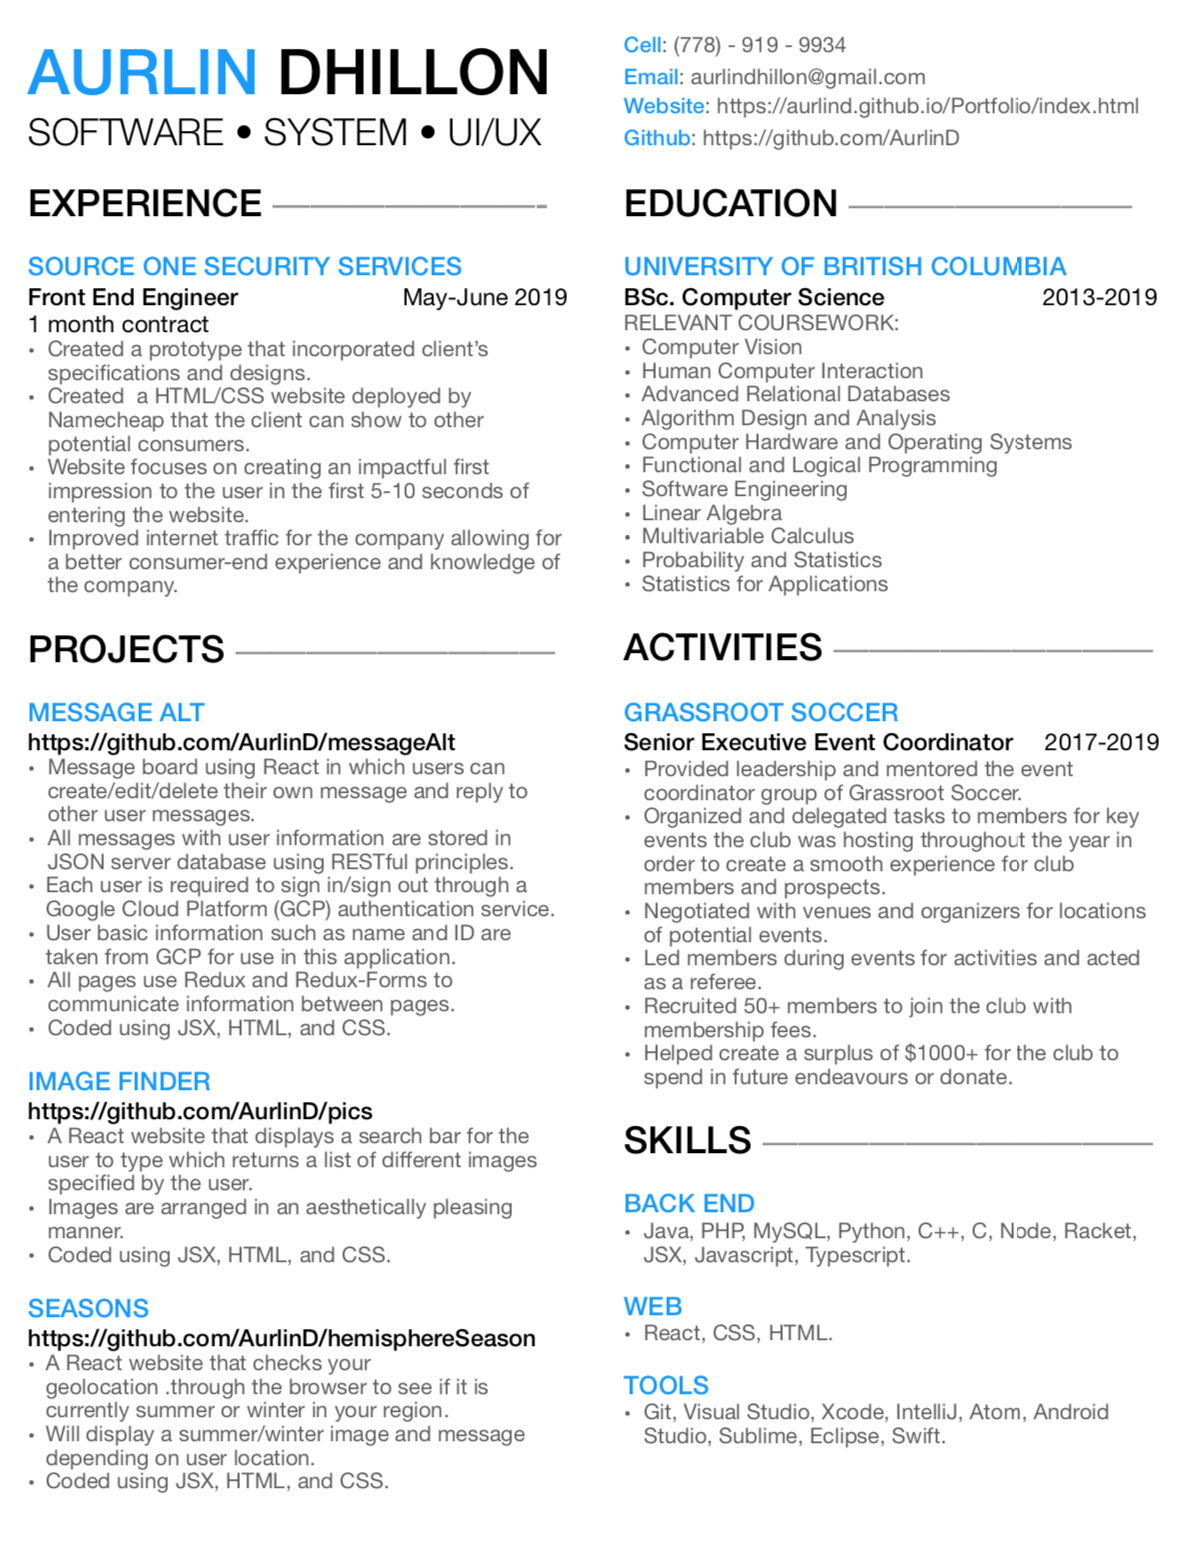 AURLIN DHILLON
SOFTWARE • SYSTEM • UI/UX
Cell: (778) - 919 - 9934
Email: aurlindhillon@gmail.com
Website: https://aurlind.github.io/Portfolio/index.html
Github: https://github.com/AurlinD
EXPERIENCE
SOURCE ONE SECURITY SERVICES
Front End Engineer May-June 2019
1 month contract
• Created a prototype that incorporated client's
specifications and designs.
• Created a HTML/CSS website deployed by
Namecheap that the client can show to other
potential consumers.
• Website focuses on creating an impactful first
impression to the user in the first 5-10 seconds of
entering the website.
• Improved internet traffic for the company allowing for
a better consumer-end experience and knowledge of
the company.
PROJECTS
MESSAGE ALT
https://github.com/AurlinD/messageAlt
• Message board using React in which users can
create/edit/delete their own message and reply to
other user messages.
• All messages with user information are stored in
JSON server database using RESTful principles.
• Each user is required to sign in/sign out through a
Google Cloud Platform (GCP) authentication service.
• User basic information such as name and ID are
taken from GCP for use in this application.
• All pages use Redux and Redux-Forms to
communicate information between pages.
• Coded using JSX, HTML, and CSS.
IMAGE FINDER
https://github.com/AurlinD/pics
• A React website that displays a search bar for the
user to type which returns a list of different images
specified by the user.
• Images are arranged in an aesthetically pleasing
manner.
• Coded using JSX, HTML, and CSS.
SEASONS
https://github.com/AurlinD/hemisphereSeason
• A React website that checks your
geolocation .through the browser to see if it is
currently summer or winter in your region.
• Will display a summer/winter image and message
depending on user location.
• Coded using JSX, HTML, and CSS.
EDUCATION
UNIVERSITY OF BRITISH COLUMBIA
BSc. Computer Science 2013-2019
RELEVANT COURSEWORK:
• Computer Vision
• Human Computer Interaction
• Advanced Relational Databases
• Algorithm Design and Analysis
• Computer Hardware and Operating Systems
• Functional and Logical Programming
• Software Engineering
• Linear Algebra
• Multivariable Calculus
• Probability and Statistics
• Statistics for Applications
ACTIVITIES
GRASSROOT SOCCER
Senior Executive Event Coordinator 2017-2019
• Provided leadership and mentored the event
coordinator group of Grassroot Soccer.
• Organized and delegated tasks to members for key
events the club was hosting throughout the year in
order to create a smooth experience for club
members and prospects.
• Negotiated with venues and organizers for locations
of potential events.
• Led members during events for activities and acted
as a referee.
• Recruited 50+ members to join the club with
membership fees.
• Helped create a surplus of $1000+ for the club to
spend in future endeavours or donate.
SKILLS
BACK END
• Java, PHP, MySQL, Python, C++, C, Node, Racket,
JSX, Javascript, Typescript.
WEB
• React, CSS, HTML.
TOOLS
• Git, Visual Studio, Xcode, IntelliJ, Atom, Android
Studio, Sublime, Eclipse, Swift.